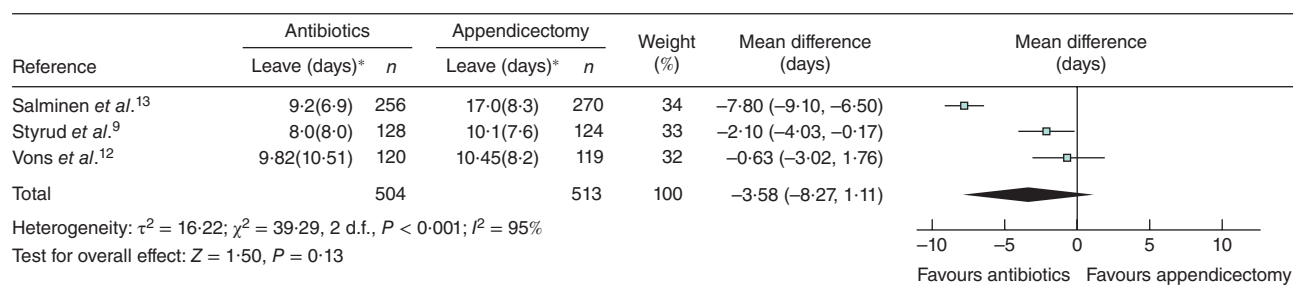 Antibiotics Appendicectomy Weight (%) Mean difference (days) Mean difference (days)
Reference Leave (days)* n Leave (days)* n
Salminen et al.13 9·2(6·9) 256 17·0(8·3) 270 34 –7·80 (–9·10, –6·50)
Styrud et al.9 8·0(8·0) 128 10·1(7·6) 124 33 –2·10 (–4·03, –0·17)
Vons et al.12 9·82(10·51) 120 10·45(8·2) 119 32 –0·63 (–3·02, 1·76)
Total 504 513 100 –3·58 (–8·27, 1·11)
Heterogeneity: τ² = 16·22; χ² = 39·29, 2 d.f., P < 0·001; I² = 95%
Test for overall effect: Z = 1·50, P = 0·13
–10 –5 0 5 10
Favours antibiotics Favours appendicectomy